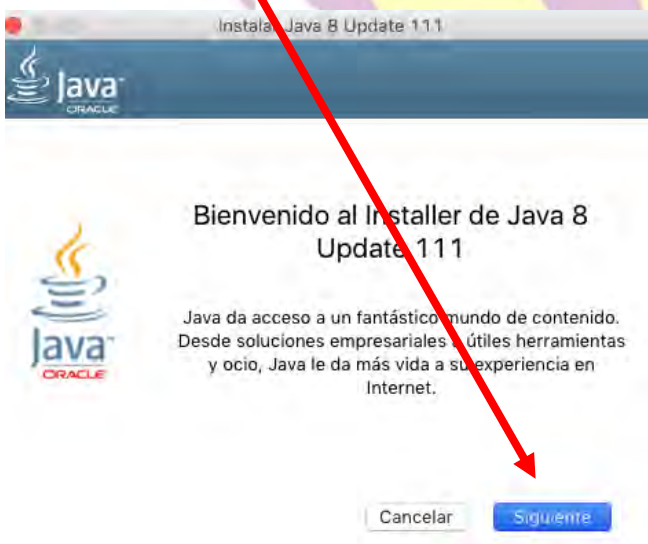 Instalar Java 8 Update 111
Java
ORACLE
Bienvenido al Installer de Java 8
Update 111
Java
ORACLE
Java da acceso a un fantástico mundo de contenido.
Desde soluciones empresariales a útiles herramientas
y ocio, Java le da más vida a su experiencia en
Internet.
Cancelar
Siguiente